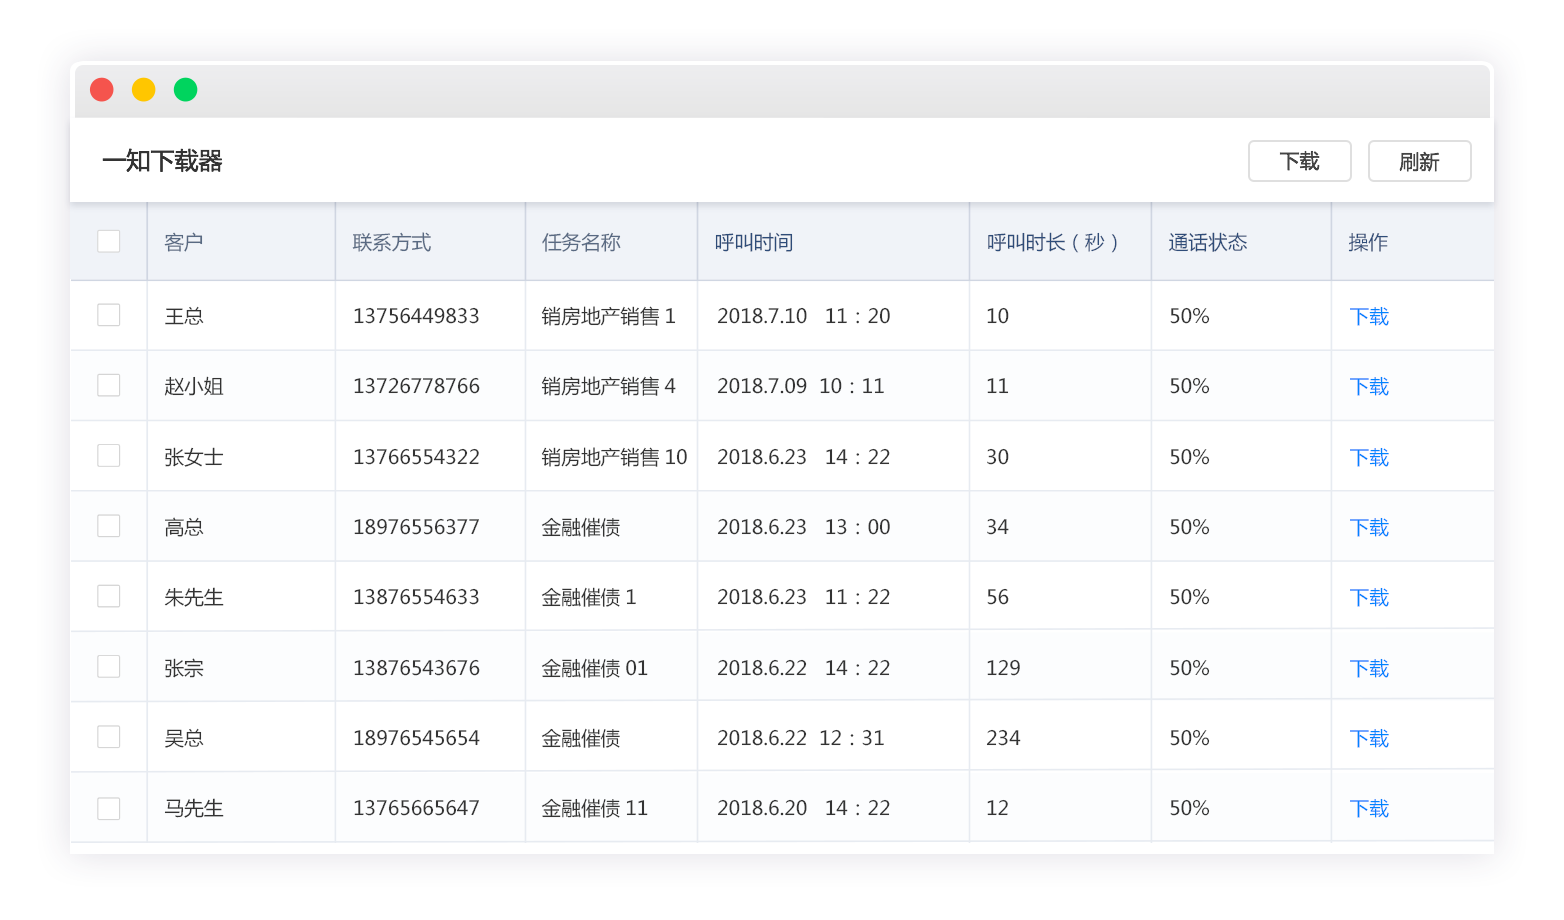 一知下载器 下载 刷新
客户 联系方式 任务名称 呼叫时间 呼叫时长（秒） 通话状态 操作
王总 13756449833 销房地产销售 1 2018.7.10 11：20 10 50% 下载
赵小姐 13726778766 销房地产销售 4 2018.7.09 10：11 11 50% 下载
张女士 13766554322 销房地产销售 10 2018.6.23 14：22 30 50% 下载
高总 18976556377 金融催债 2018.6.23 13：00 34 50% 下载
朱先生 13876554633 金融催债 1 2018.6.23 11：22 56 50% 下载
张宗 13876543676 金融催债 01 2018.6.22 14：22 129 50% 下载
吴总 18976545654 金融催债 2018.6.22 12：31 234 50% 下载
马先生 13765665647 金融催债 11 2018.6.20 14：22 12 50% 下载